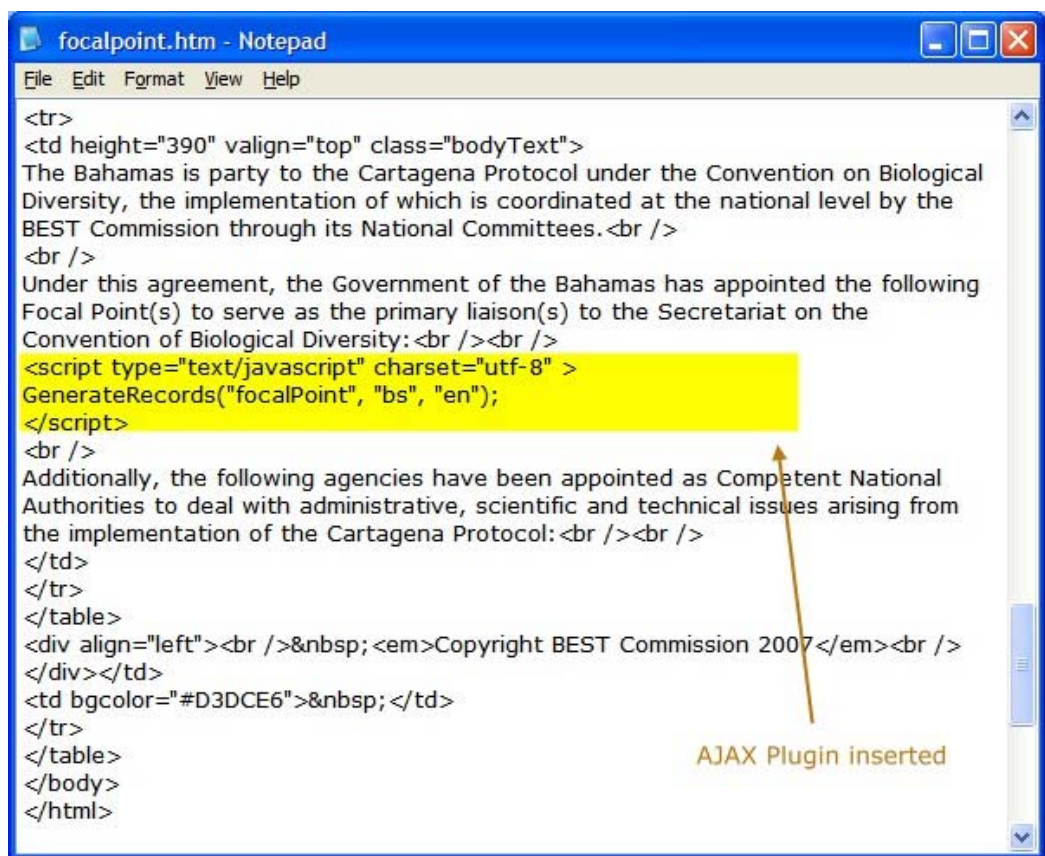 focalpoint.htm - Notepad
File Edit Format View Help
<tr>
<td height="390" valign="top" class="bodyText">
The Bahamas is party to the Cartagena Protocol under the Convention on Biological
Diversity, the implementation of which is coordinated at the national level by the
BEST Commission through its National Committees.<br />
<br />
Under this agreement, the Government of the Bahamas has appointed the following
Focal Point(s) to serve as the primary liaison(s) to the Secretariat on the
Convention of Biological Diversity:<br /><br />
<script type="text/javascript" charset="utf-8" >
GenerateRecords("focalPoint", "bs", "en");
</script>
<br />
Additionally, the following agencies have been appointed as Competent National
Authorities to deal with administrative, scientific and technical issues arising from
the implementation of the Cartagena Protocol:<br /><br />
</td>
</tr>
</table>
<div align="left"><br />&nbsp;<em>Copyright BEST Commission 2007</em><br />
</div></td>
<td bgcolor="#D3DCE6">&nbsp;</td>
</tr>
</table>
AJAX Plugin inserted
</body>
</html>